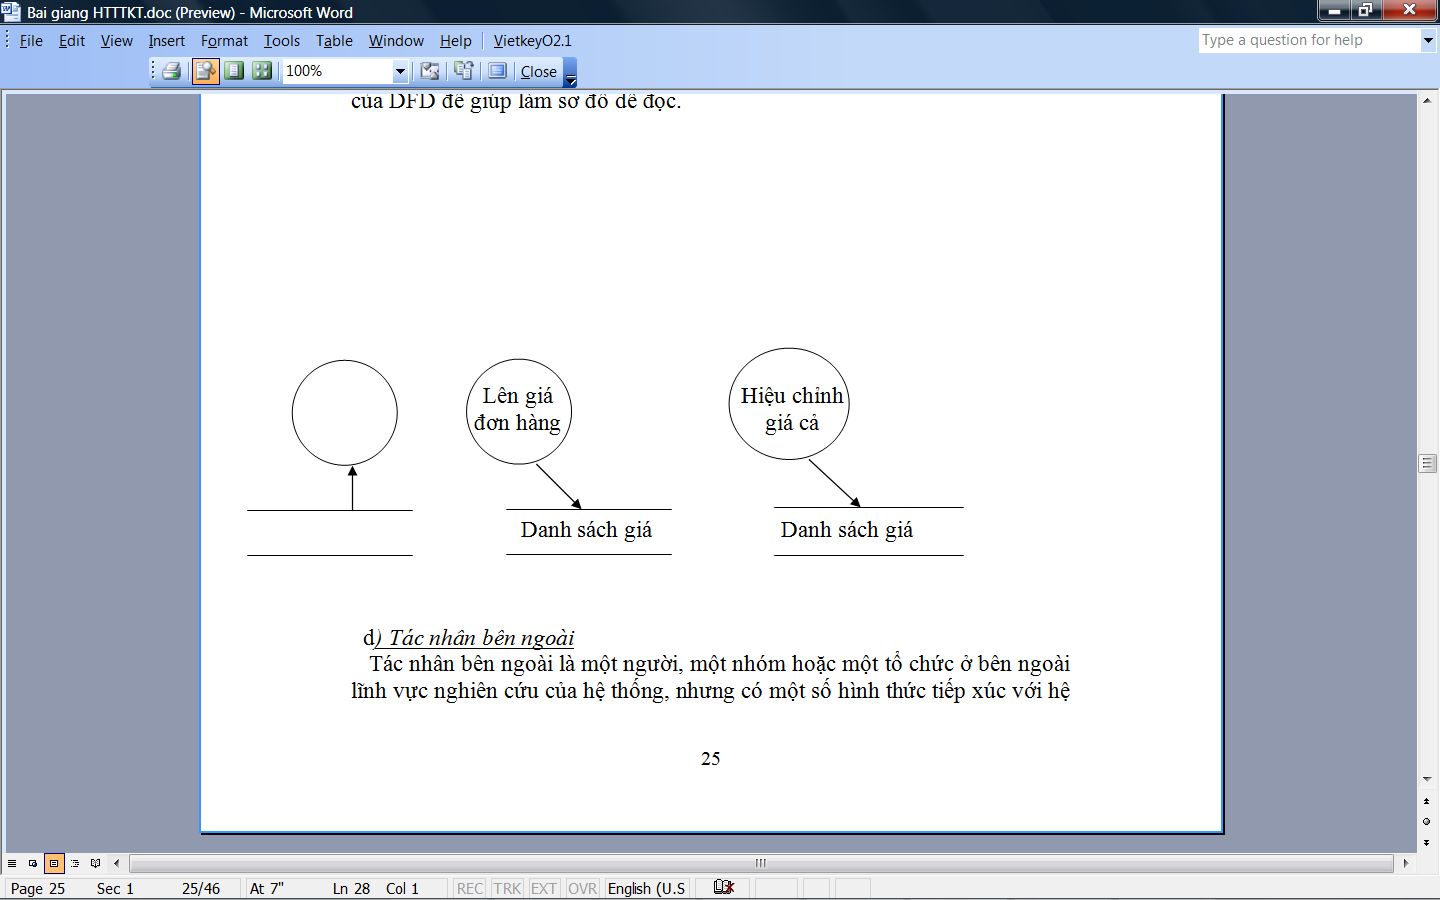 Bai giang HTTTKT.doc (Preview) - Microsoft Word
File Edit View Insert Format Tools Table Window Help VietkeyO2.1
Type a question for help
100%
Close
của DFD để giúp làm sơ đồ dễ đọc.
Lên giá
đơn hàng
Hiệu chỉnh
giá cả
Danh sách giá
Danh sách giá
d) Tác nhân bên ngoài
Tác nhân bên ngoài là một người, một nhóm hoặc một tổ chức ở bên ngoài
lĩnh vực nghiên cứu của hệ thống, nhưng có một số hình thức tiếp xúc với hệ
25
Page 25 Sec 1 25/46 At 7" Ln 28 Col 1 REC TRK EXT OVR English (U.S